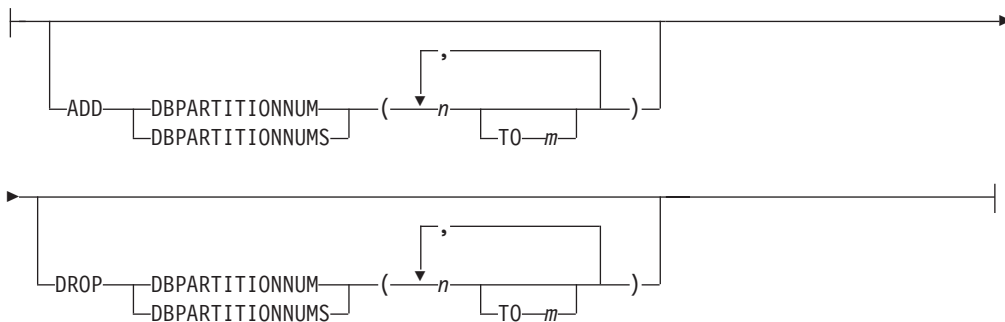 ,
ADD DBPARTITIONNUM ( n )
DBPARTITIONNUMS TO m
,
DROP DBPARTITIONNUM ( n )
DBPARTITIONNUMS TO m